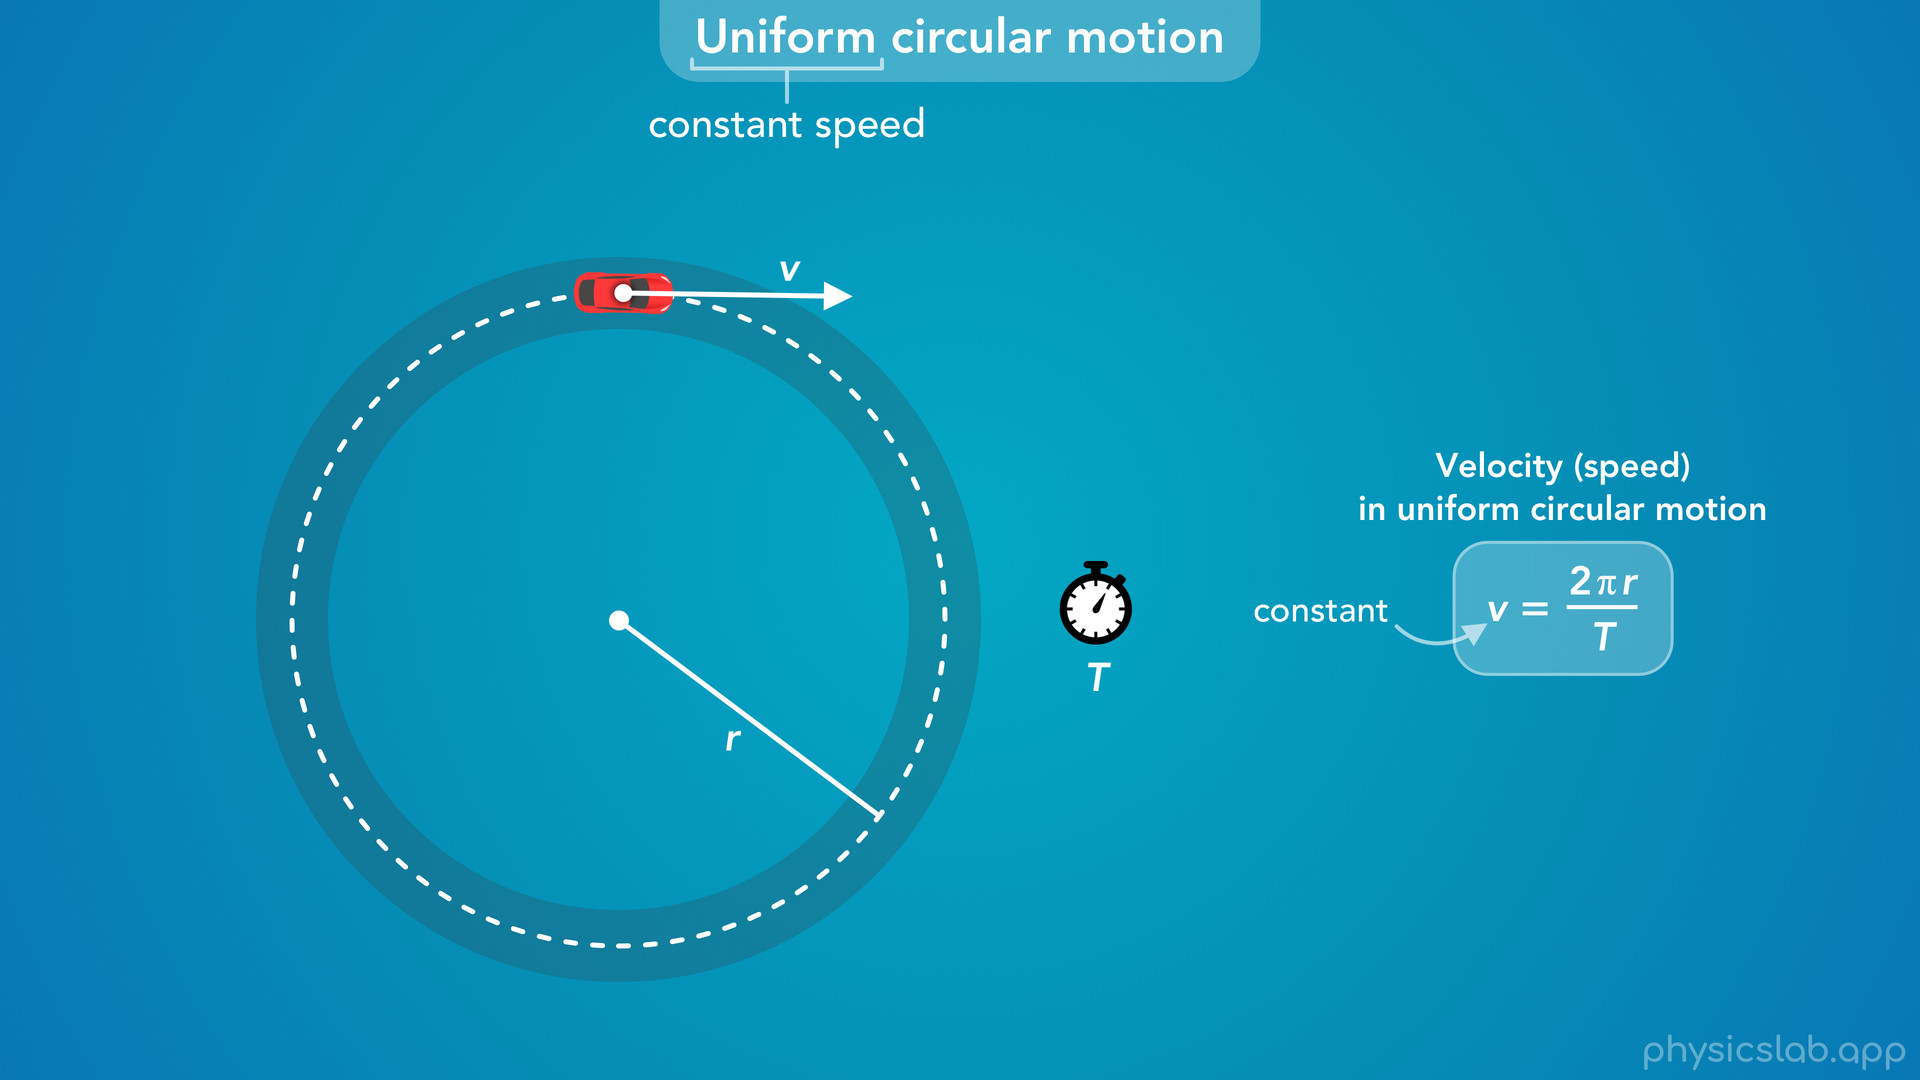 Uniform circular motion
constant speed
v
r
T
Velocity (speed)
in uniform circular motion
constant
v = 2πr / T
physicslab.app